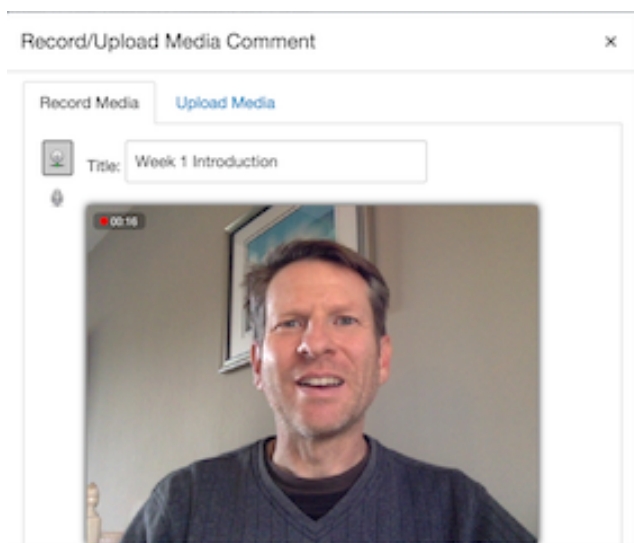 Record/Upload Media Comment ×
Record Media Upload Media
Title: Week 1 Introduction
00:16